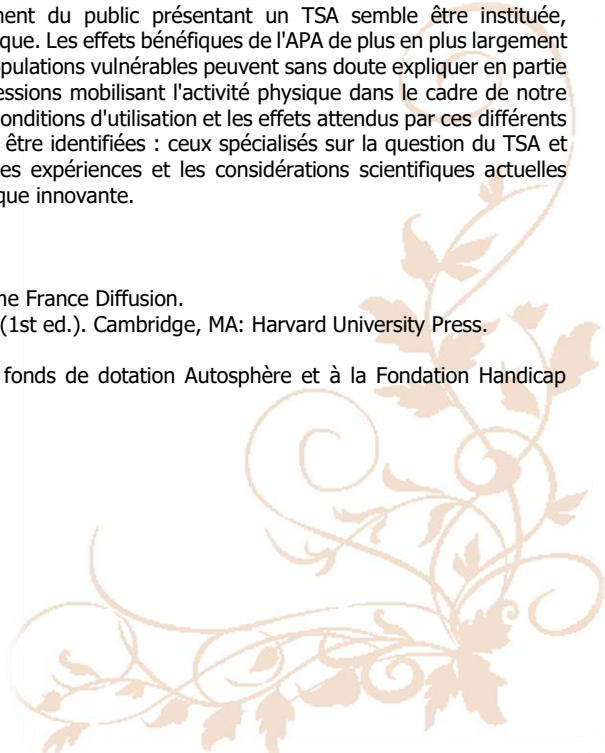 ment du public présentant un TSA semble être instituée,
que. Les effets bénéfiques de l'APA de plus en plus largement
opulations vulnérables peuvent sans doute expliquer en partie
essions mobilisant l'activité physique dans le cadre de notre
onditions d'utilisation et les effets attendus par ces différents
être identifiées : ceux spécialisés sur la question du TSA et
es expériences et les considérations scientifiques actuelles
que innovante.
me France Diffusion.
(1st ed.). Cambridge, MA: Harvard University Press.
fonds de dotation Autosphère et à la Fondation Handicap